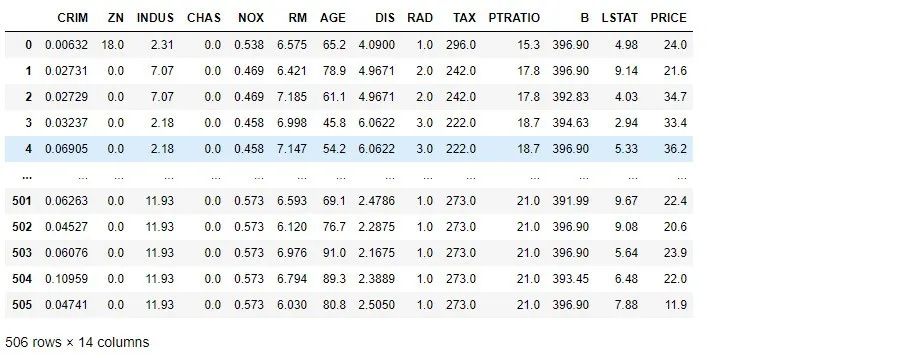 CRIM ZN INDUS CHAS NOX RM AGE DIS RAD TAX PTRATIO B LSTAT PRICE
0 0.00632 18.0 2.31 0.0 0.538 6.575 65.2 4.0900 1.0 296.0 15.3 396.90 4.98 24.0
1 0.02731 0.0 7.07 0.0 0.469 6.421 78.9 4.9671 2.0 242.0 17.8 396.90 9.14 21.6
2 0.02729 0.0 7.07 0.0 0.469 7.185 61.1 4.9671 2.0 242.0 17.8 392.83 4.03 34.7
3 0.03237 0.0 2.18 0.0 0.458 6.998 45.8 6.0622 3.0 222.0 18.7 394.63 2.94 33.4
4 0.06905 0.0 2.18 0.0 0.458 7.147 54.2 6.0622 3.0 222.0 18.7 396.90 5.33 36.2
... ... ... ... ... ... ... ... ... ... ... ... ... ... ...
501 0.06263 0.0 11.93 0.0 0.573 6.593 69.1 2.4786 1.0 273.0 21.0 391.99 9.67 22.4
502 0.04527 0.0 11.93 0.0 0.573 6.120 76.7 2.2875 1.0 273.0 21.0 396.90 9.08 20.6
503 0.06076 0.0 11.93 0.0 0.573 6.976 91.0 2.1675 1.0 273.0 21.0 396.90 5.64 23.9
504 0.10959 0.0 11.93 0.0 0.573 6.794 89.3 2.3889 1.0 273.0 21.0 393.45 6.48 22.0
505 0.04741 0.0 11.93 0.0 0.573 6.030 80.8 2.5050 1.0 273.0 21.0 396.90 7.88 11.9
506 rows × 14 columns